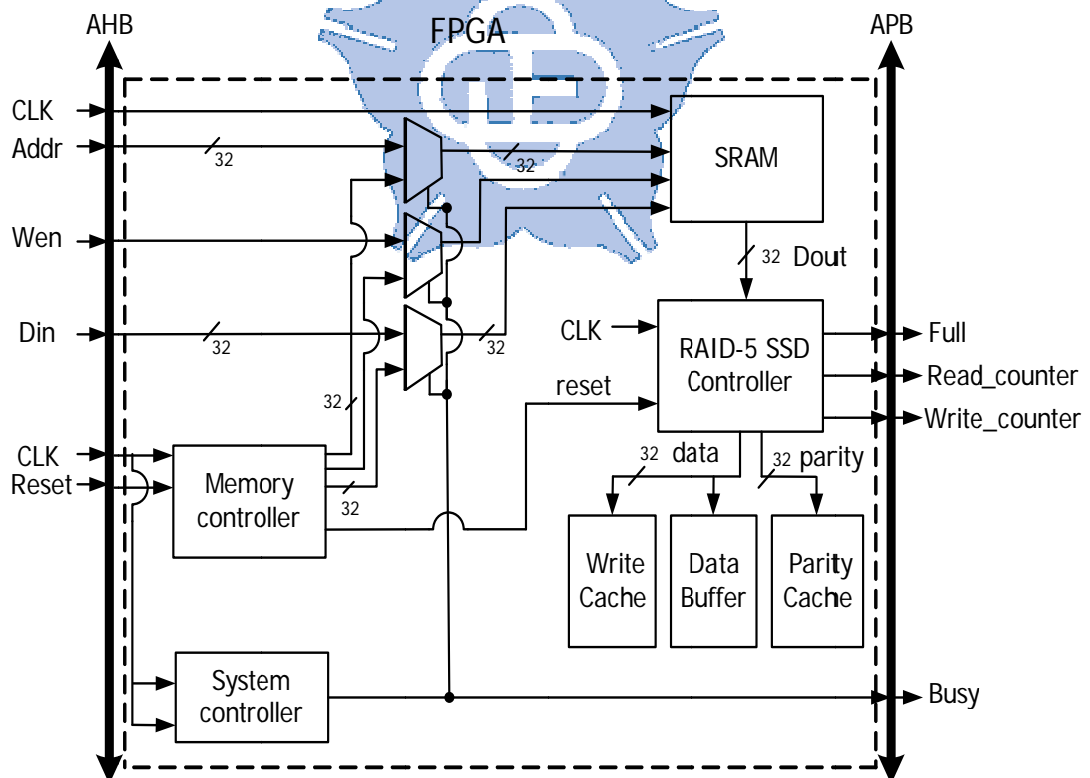 AHB
FPGA
APB
CLK
Addr
32
32
SRAM
Wen
32 Dout
Din
32
32
CLK
RAID-5 SSD
Controller
Full
Read_counter
Write_counter
reset
32
CLK
Reset
Memory
controller
32
32 data
32 parity
Write
Cache
Data
Buffer
Parity
Cache
System
controller
Busy